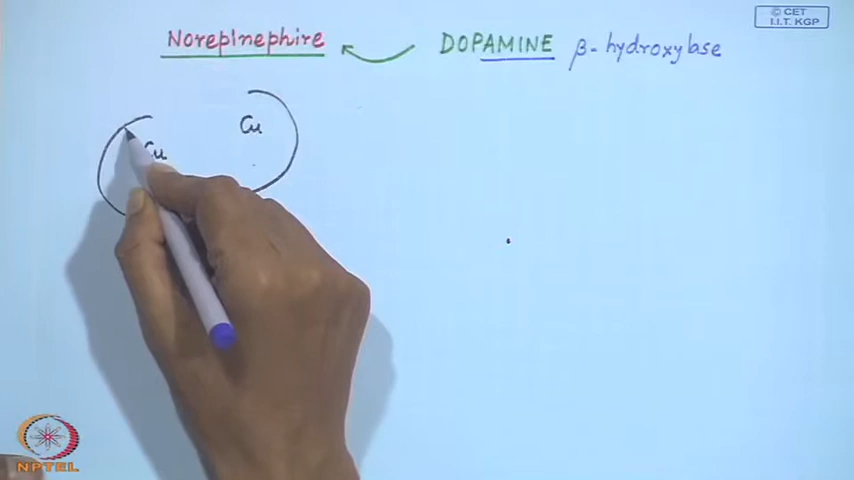 © CET
I.I.T. KGP
Norepinephire DOPAMINE β-hydroxylase
Cu Cu
NPTEL